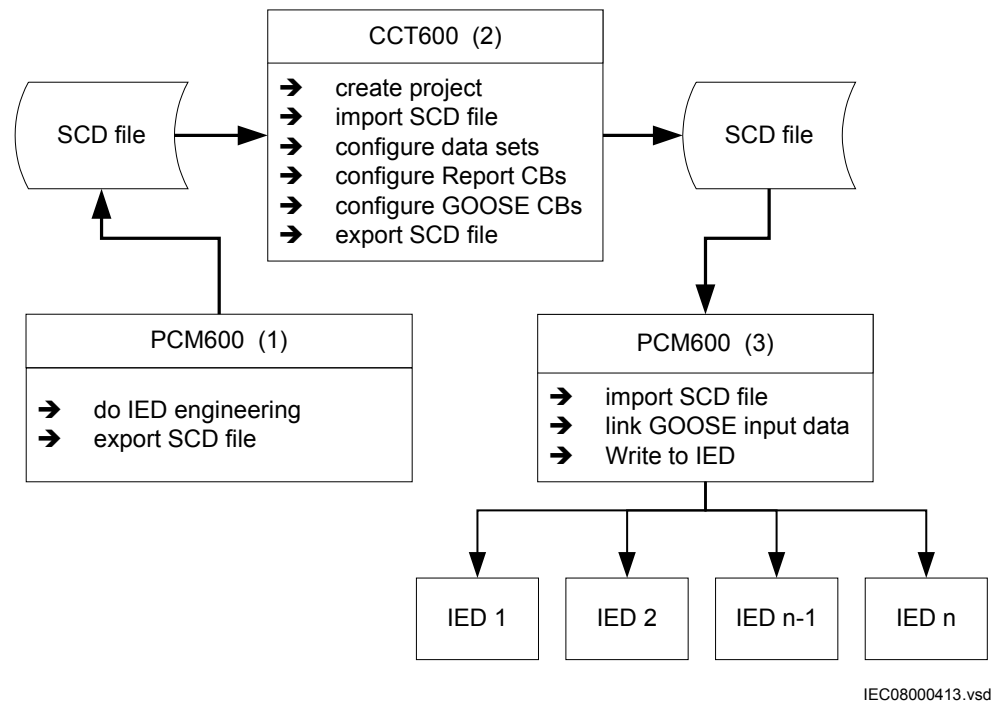 CCT600 (2)
➔ create project
➔ import SCD file
➔ configure data sets
➔ configure Report CBs
➔ configure GOOSE CBs
➔ export SCD file
SCD file
SCD file
PCM600 (1)
➔ do IED engineering
➔ export SCD file
PCM600 (3)
➔ import SCD file
➔ link GOOSE input data
➔ Write to IED
IED 1
IED 2
IED n-1
IED n
IEC08000413.vsd